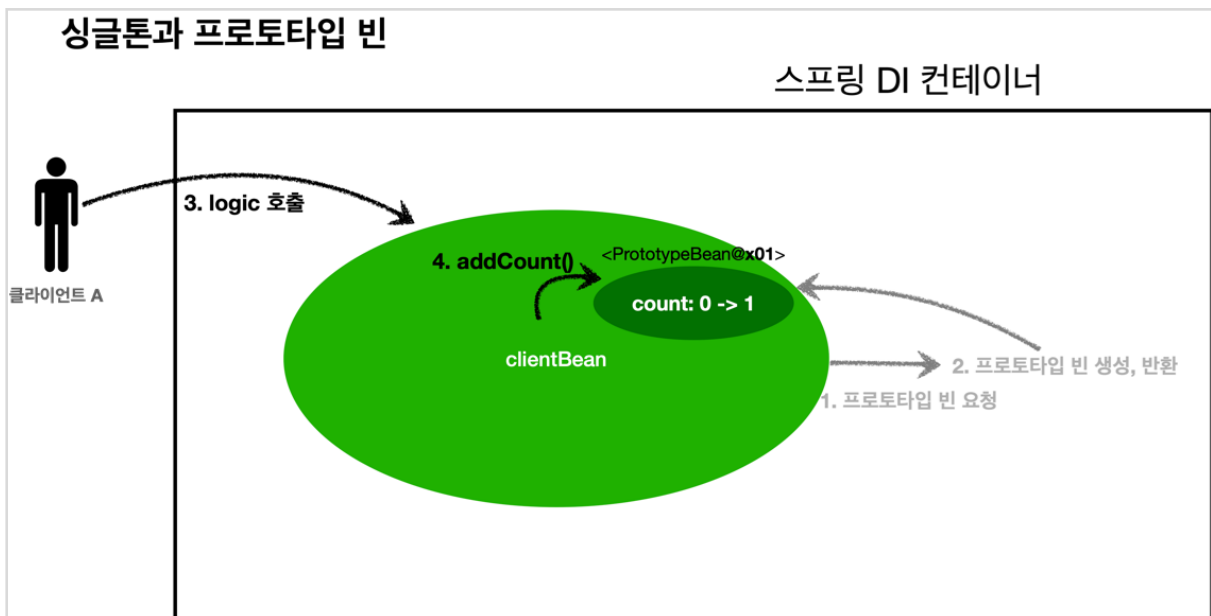 싱글톤과 프로토타입 빈
스프링 DI 컨테이너
3. logic 호출
클라이언트 A
4. addCount()
<PrototypeBean@x01>
count: 0 -> 1
clientBean
2. 프로토타입 빈 생성, 반환
1. 프로토타입 빈 요청